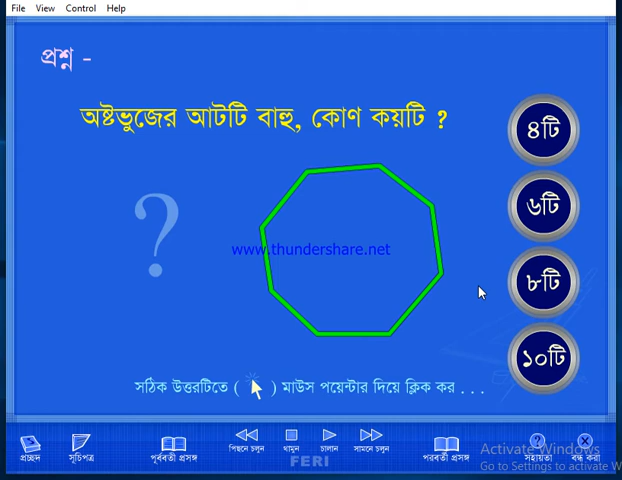 File View Control Help
প্রশ্ন -
অষ্টভুজের আটটি বাহু, কোণ কয়টি ?
৪টি
৬টি
?
www.thundershare.net
৮টি
১০টি
সঠিক উত্তরটিতে ( ) মাউস পয়েন্টার দিয়ে ক্লিক কর . . .
প্রচ্ছদ সূচিপত্র পূর্ববর্তী প্রসঙ্গ পিছনে চলুন থামুন চালান সামনে চলুন পরবর্তী প্রসঙ্গ সহায়তা বন্ধ করা
FERI
Activate Windows
Go to Settings to activate W